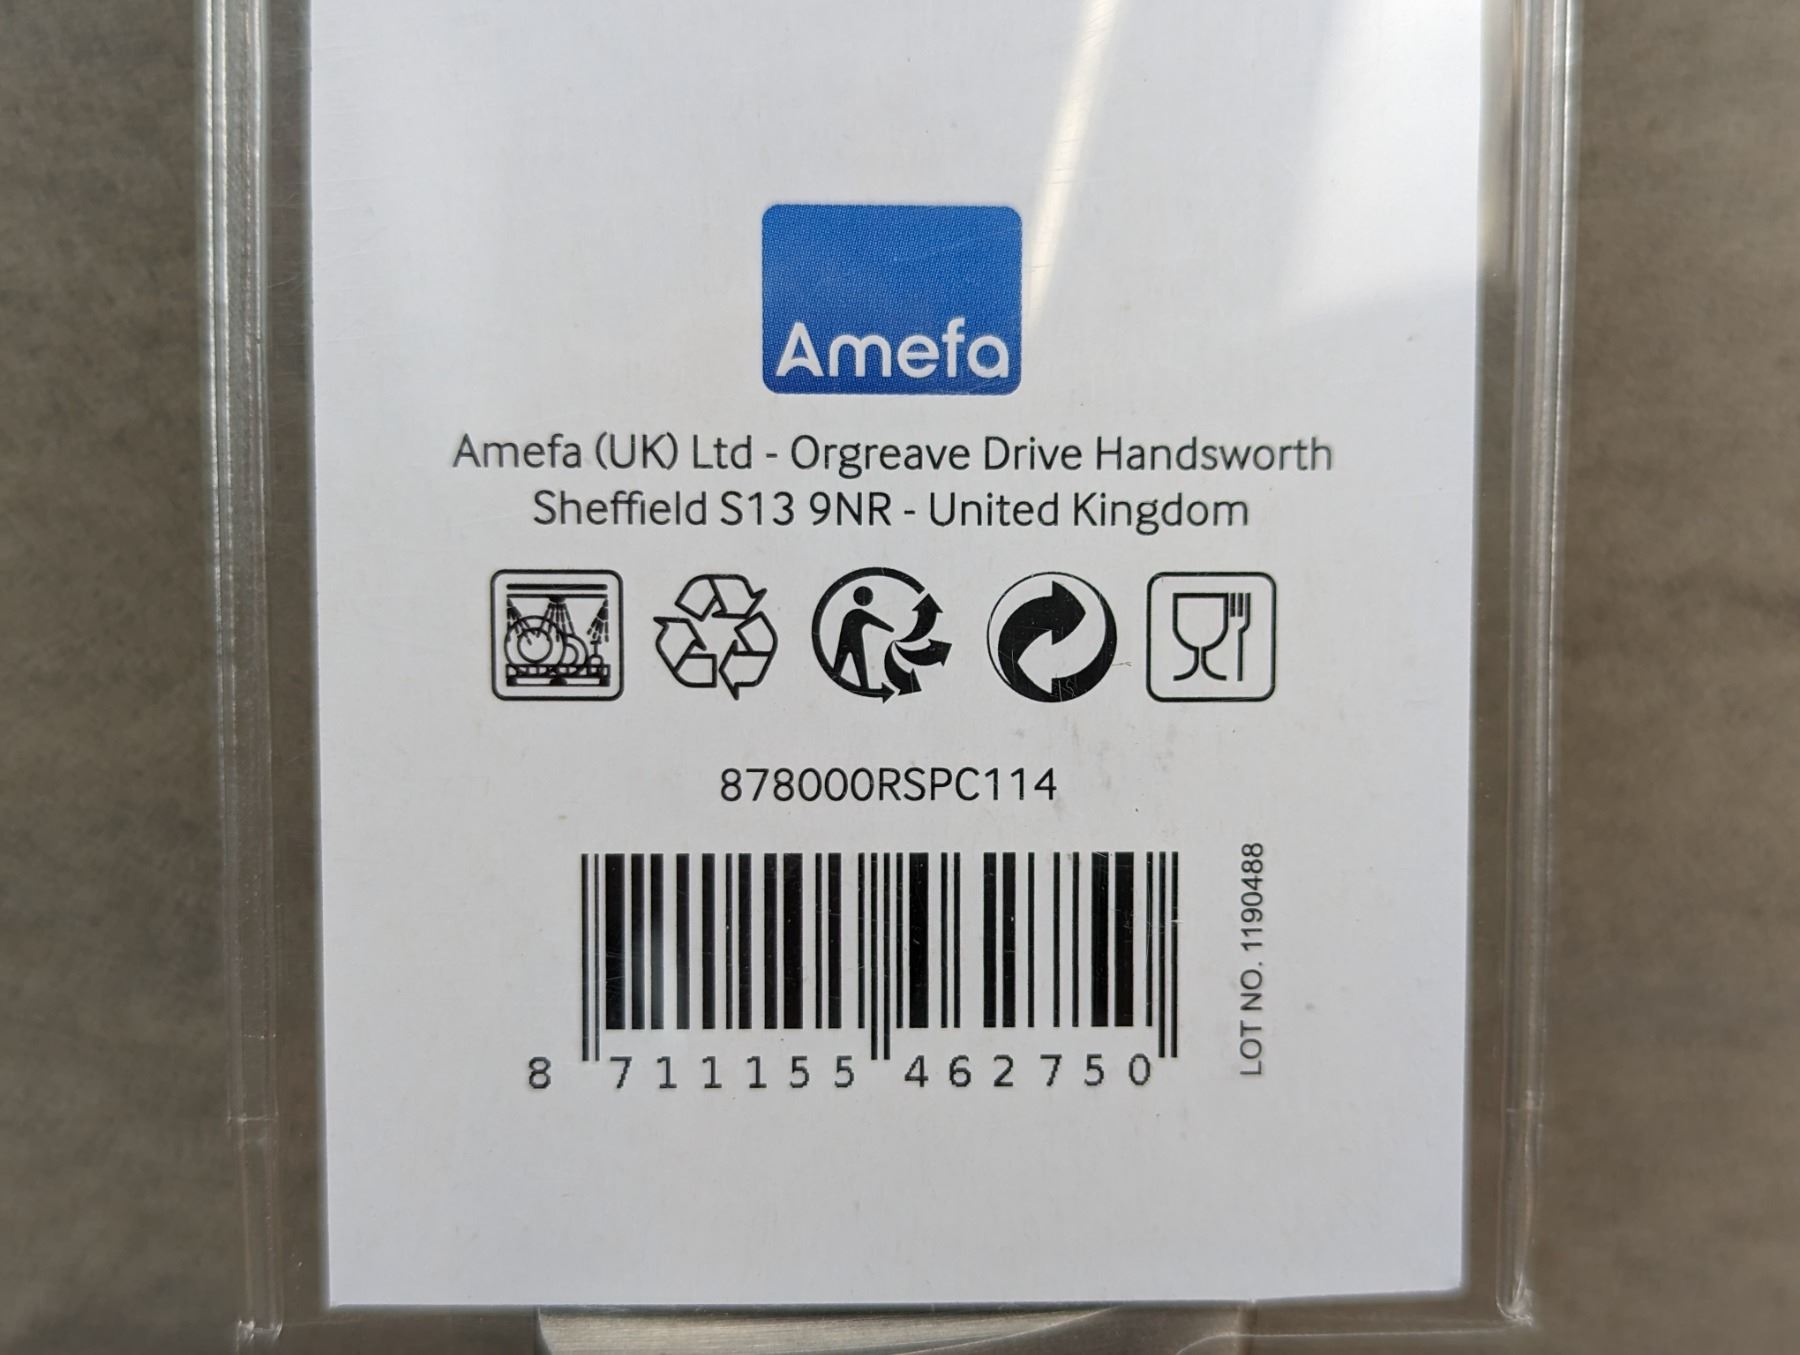 Amefa
Amefa (UK) Ltd - Orgreave Drive Handsworth
Sheffield S13 9NR - United Kingdom
878000RSPC114
8 711155 462750
LOT NO. 1190488